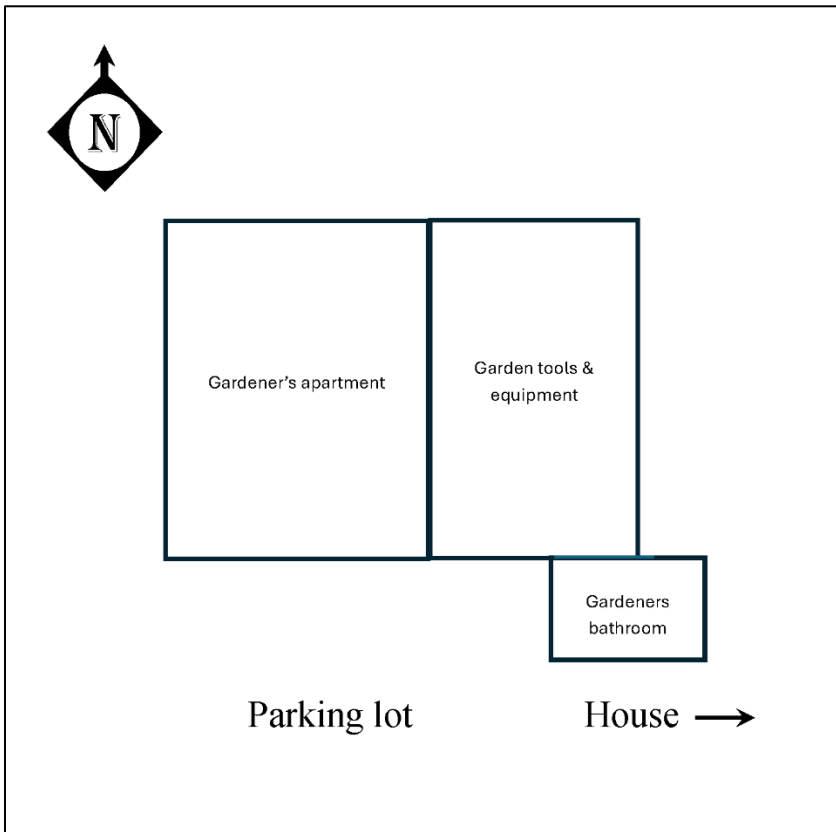 N
Gardener’s apartment
Garden tools &
equipment
Gardeners
bathroom
Parking lot
House